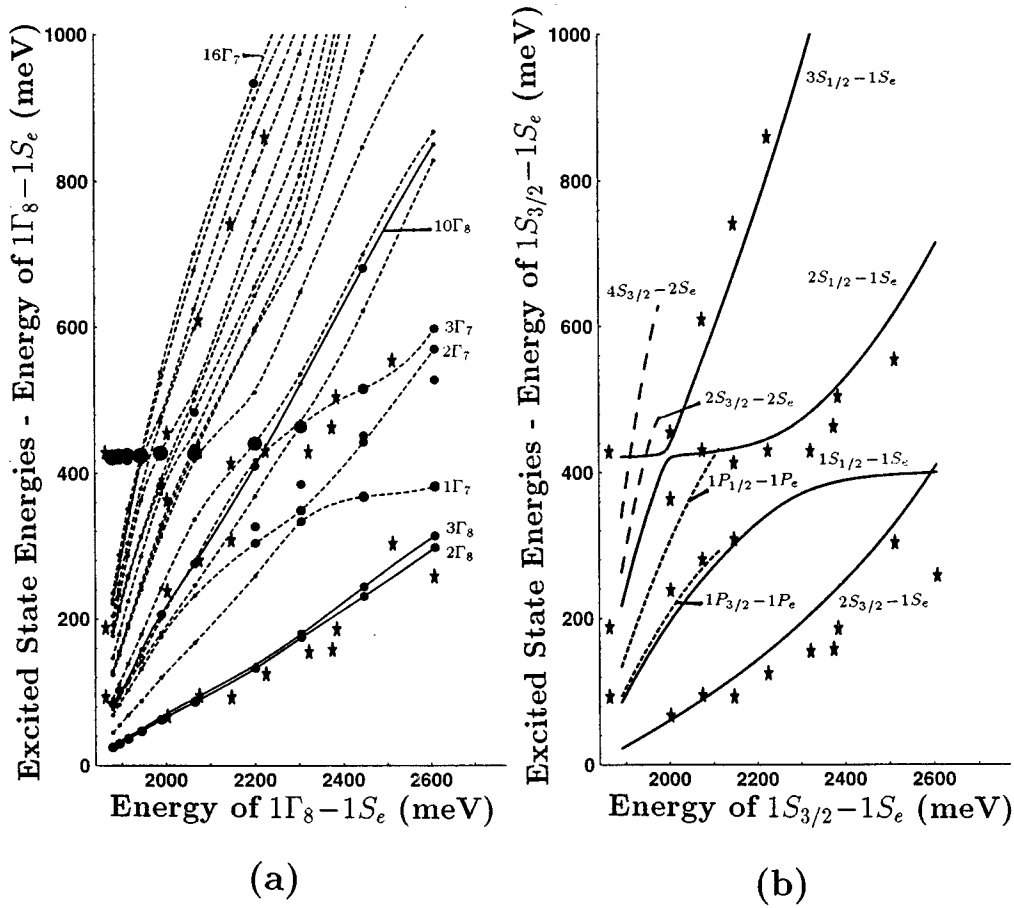 Excited State Energies - Energy of 1Γ₈−1Sₑ (meV)
1000
800
600
400
200
0
16Γ₇
10Γ₈
3Γ₇
2Γ₇
1Γ₇
3Γ₈
2Γ₈
2000 2200 2400 2600
Energy of 1Γ₈−1Sₑ (meV)
(a)
Excited State Energies - Energy of 1S₃/₂−1Sₑ (meV)
1000
800
600
400
200
0
3S₁/₂−1Sₑ
2S₁/₂−1Sₑ
4S₃/₂−2Sₑ
2S₃/₂−2Sₑ
1S₁/₂−1Sₑ
1P₁/₂−1Pₑ
1P₃/₂−1Pₑ
2S₃/₂−1Sₑ
2000 2200 2400 2600
Energy of 1S₃/₂−1Sₑ (meV)
(b)